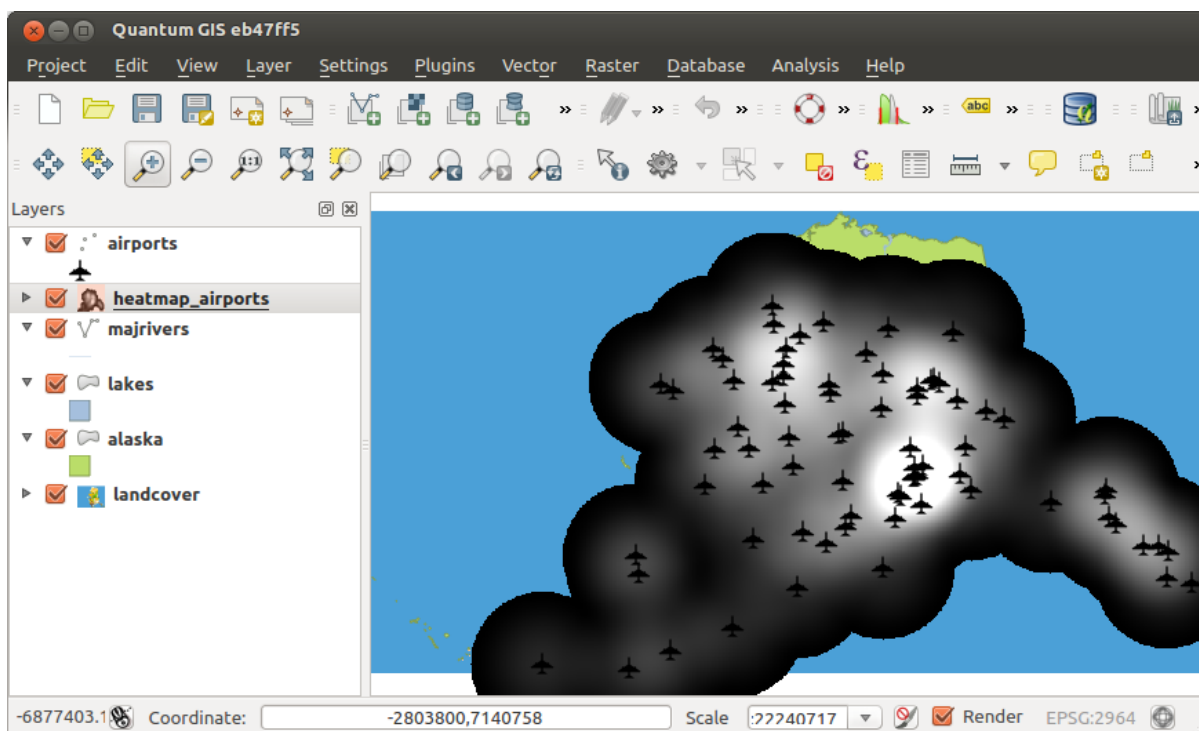 Quantum GIS eb47ff5
Project Edit View Layer Settings Plugins Vector Raster Database Analysis Help
» » » » » abc »
1:1 ε
Layers
airports
heatmap_airports
majrivers
lakes
alaska
landcover
-6877403.1 Coordinate: -2803800,7140758 Scale :22240717 Render EPSG:2964